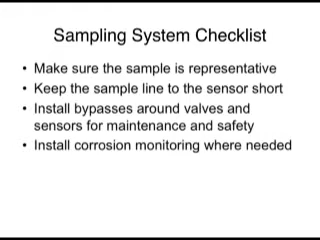 Sampling System Checklist
• Make sure the sample is representative
• Keep the sample line to the sensor short
• Install bypasses around valves and
sensors for maintenance and safety
• Install corrosion monitoring where needed